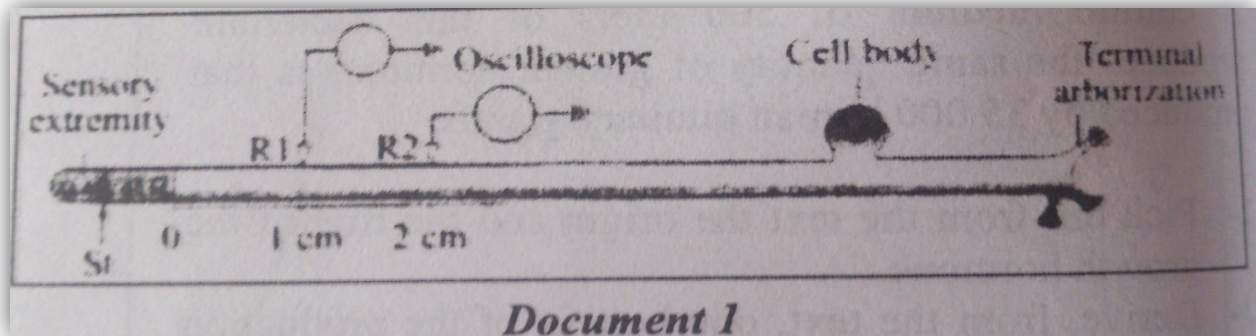 Oscilloscope
Cell body
Terminal
arborization
Sensory
extremity
R1
R2
0
1 cm
2 cm
St
Document 1